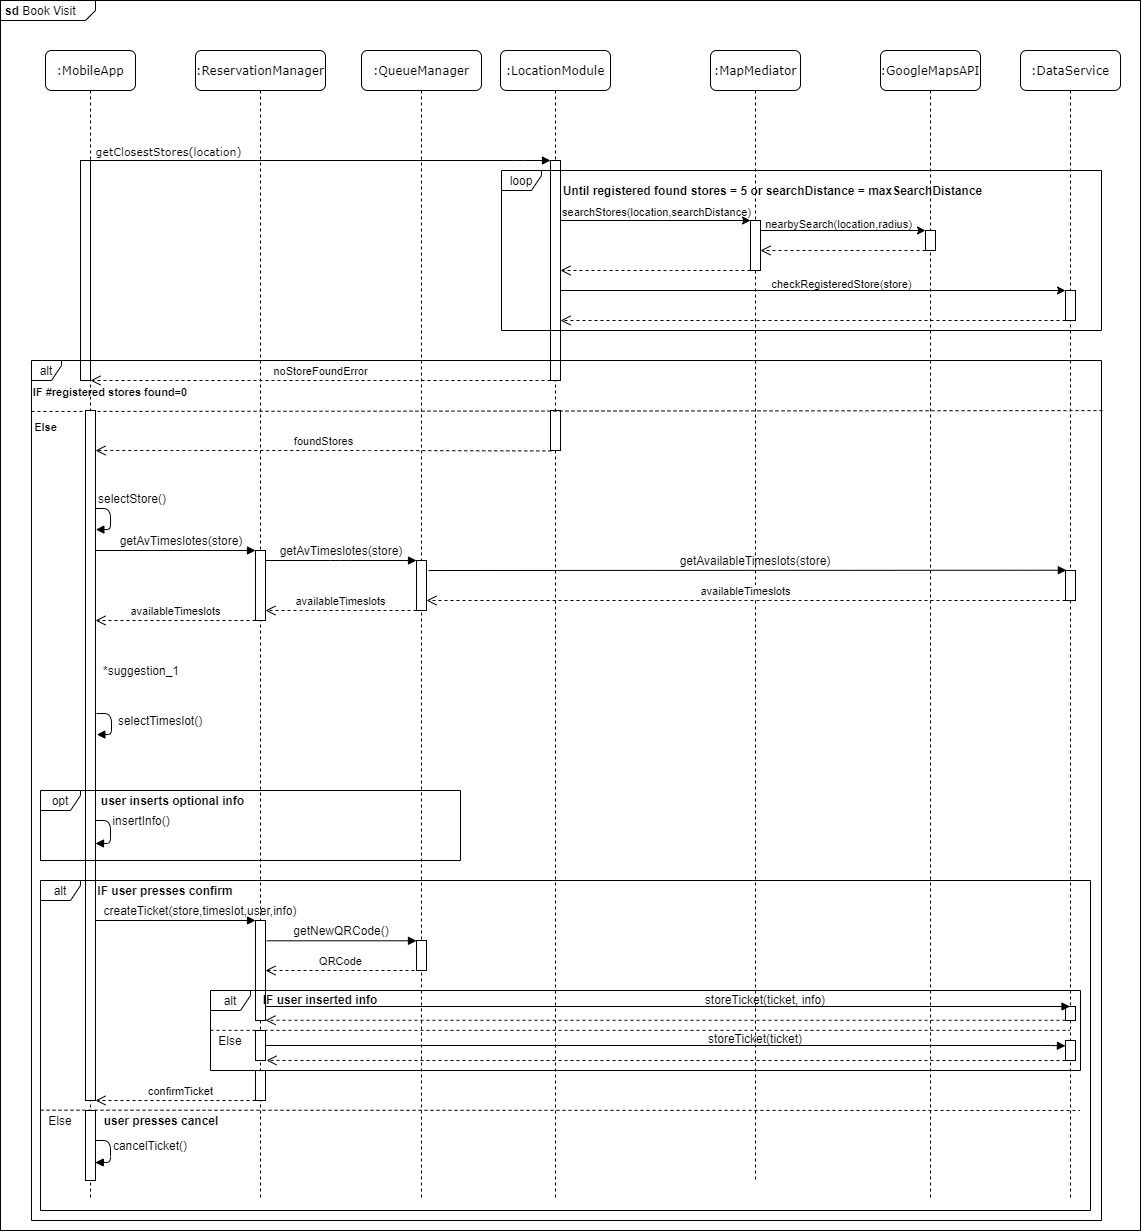 sd Book Visit
:MobileApp
:ReservationManager
:QueueManager
:LocationModule
:MapMediator
:GoogleMapsAPI
:DataService
getClosestStores(location)
loop
Until registered found stores = 5 or searchDistance = maxSearchDistance
searchStores(location,searchDistance)
nearbySearch(location,radius)
checkRegisteredStore(store)
alt
noStoreFoundError
IF #registered stores found=0
Else
foundStores
selectStore()
getAvTimeslotes(store)
getAvTimeslotes(store)
getAvailableTimeslots(store)
availableTimeslots
availableTimeslots
availableTimeslots
*suggestion_1
selectTimeslot()
opt
user inserts optional info
insertInfo()
alt
IF user presses confirm
createTicket(store,timeslot,user,info)
getNewQRCode()
QRCode
alt
IF user inserted info
storeTicket(ticket, info)
Else
storeTicket(ticket)
confirmTicket
Else
user presses cancel
cancelTicket()